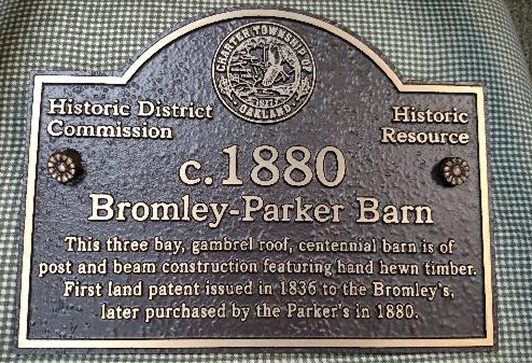 CHARTER TOWNSHIP OF
OAKLAND
Historic District
Commission
Historic
Resource
c.1880
Bromley-Parker Barn
This three bay, gambrel roof, centennial barn is of
post and beam construction featuring hand hewn timber.
First land patent issued in 1836 to the Bromley's,
later purchased by the Parker's in 1880.